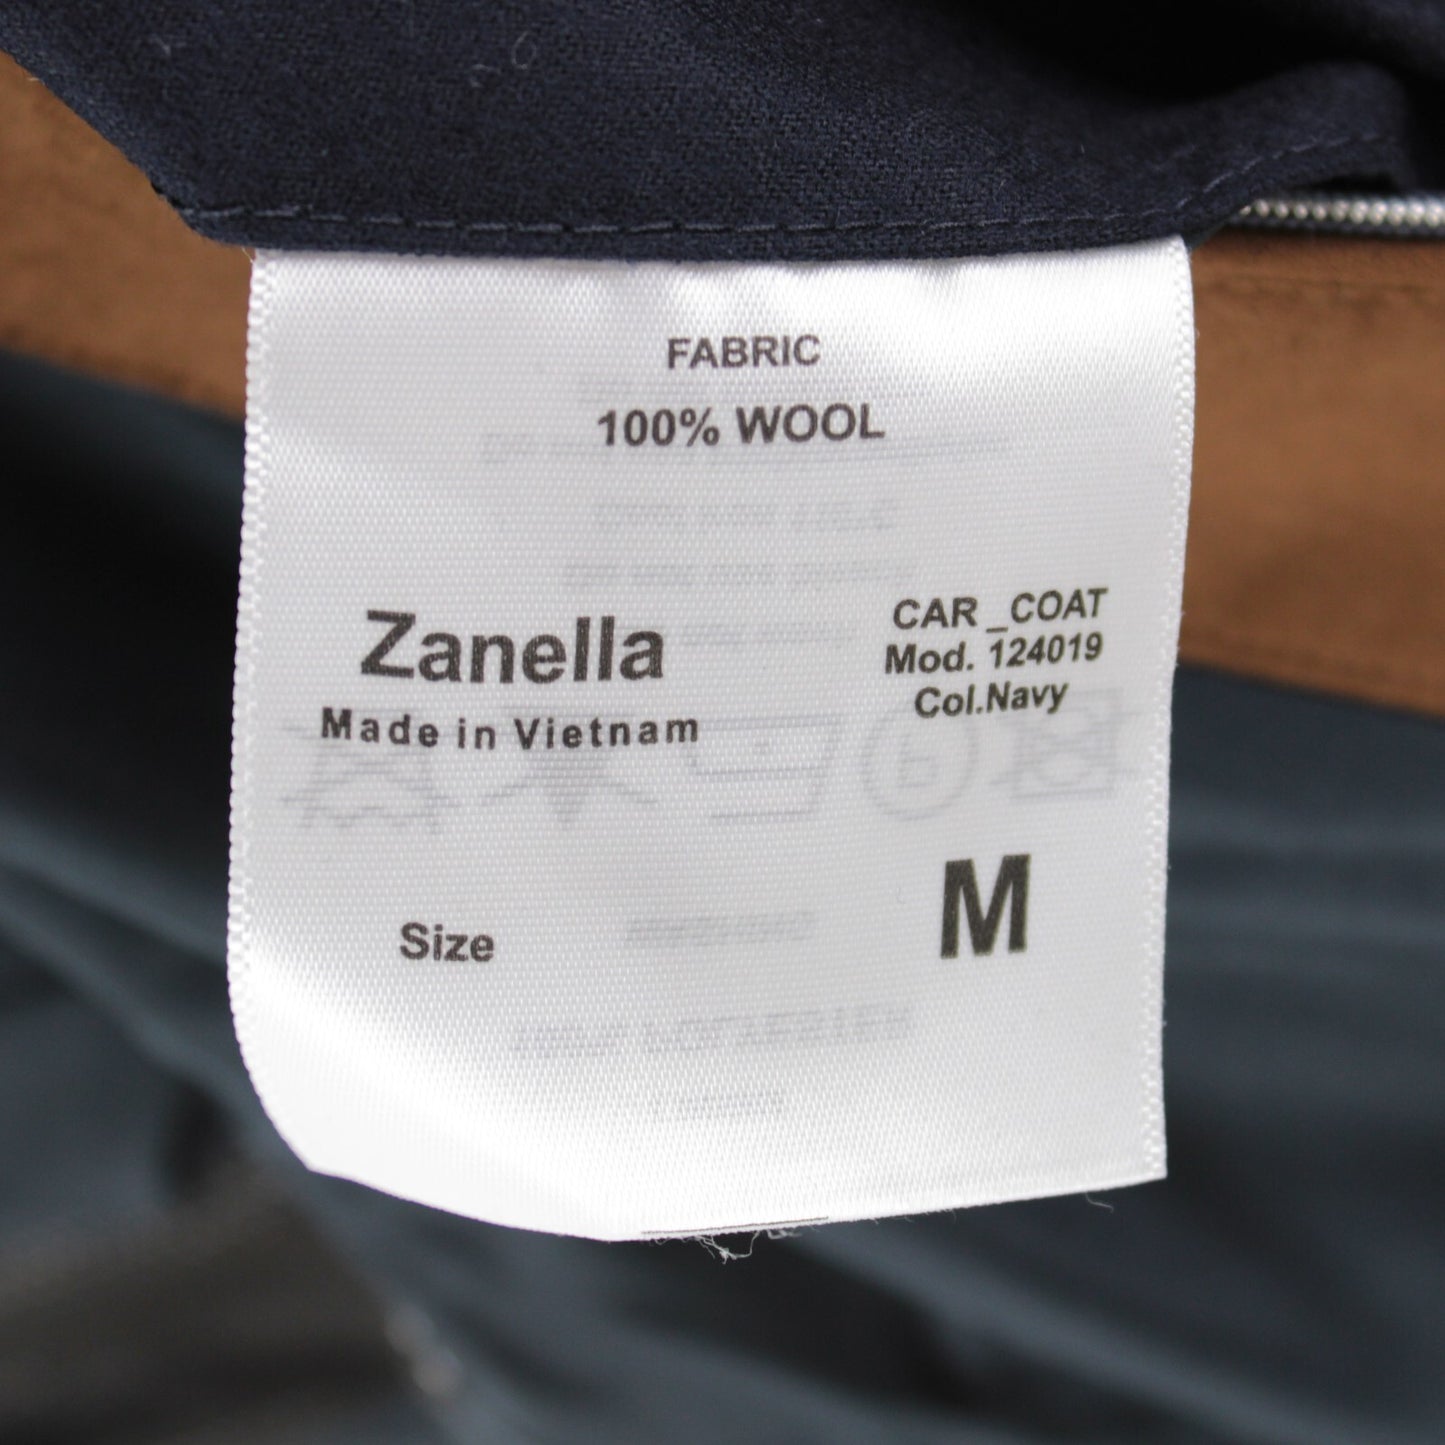 FABRIC
100% WOOL
Zanella
Made in Vietnam
CAR _COAT
Mod. 124019
Col.Navy
Size
M